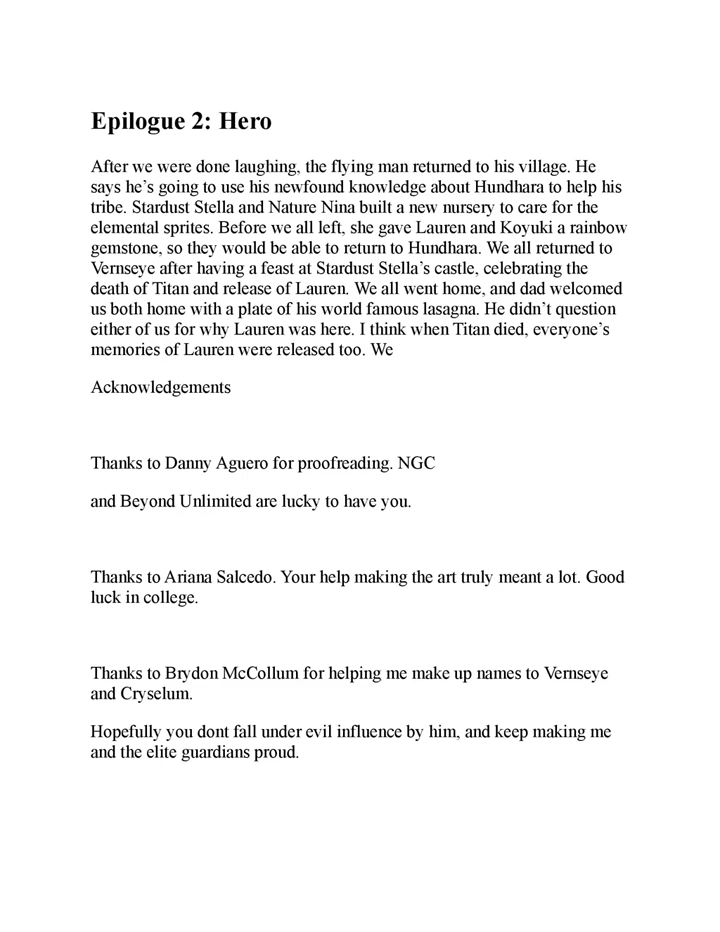 Epilogue 2: Hero
After we were done laughing, the flying man returned to his village. He
says he’s going to use his newfound knowledge about Hundhara to help his
tribe. Stardust Stella and Nature Nina built a new nursery to care for the
elemental sprites. Before we all left, she gave Lauren and Koyuki a rainbow
gemstone, so they would be able to return to Hundhara. We all returned to
Vernseye after having a feast at Stardust Stella’s castle, celebrating the
death of Titan and release of Lauren. We all went home, and dad welcomed
us both home with a plate of his world famous lasagna. He didn’t question
either of us for why Lauren was here. I think when Titan died, everyone’s
memories of Lauren were released too. We
Acknowledgements
Thanks to Danny Aguero for proofreading. NGC
and Beyond Unlimited are lucky to have you.
Thanks to Ariana Salcedo. Your help making the art truly meant a lot. Good
luck in college.
Thanks to Brydon McCollum for helping me make up names to Vernseye
and Cryselum.
Hopefully you dont fall under evil influence by him, and keep making me
and the elite guardians proud.